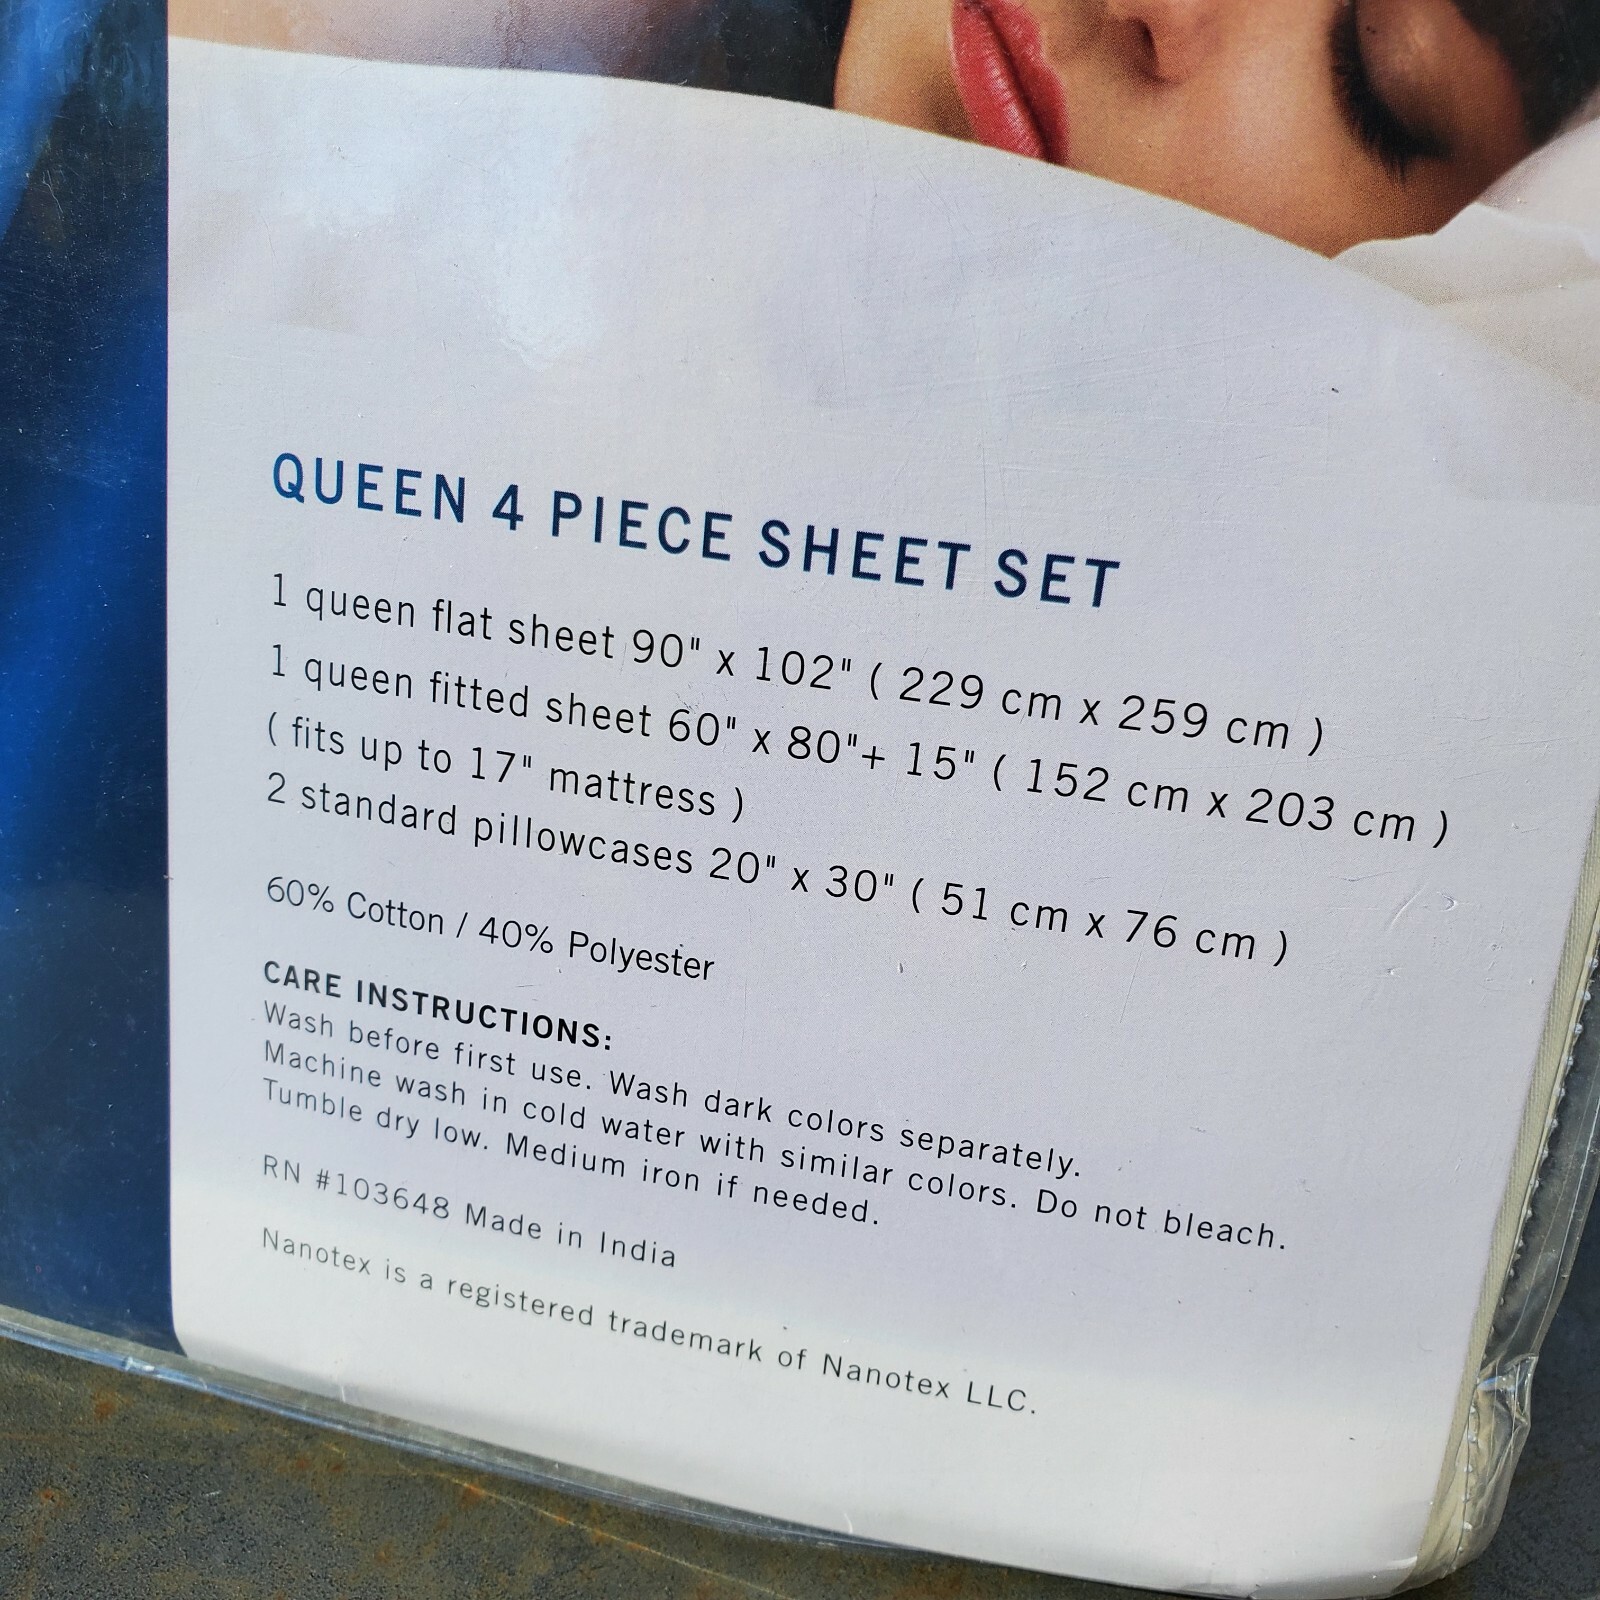 QUEEN 4 PIECE SHEET SET
1 queen flat sheet 90" x 102" ( 229 cm x 259 cm )
1 queen fitted sheet 60" x 80"+ 15" ( 152 cm x 203 cm )
( fits up to 17" mattress )
2 standard pillowcases 20" x 30" ( 51 cm x 76 cm )
60% Cotton / 40% Polyester
CARE INSTRUCTIONS:
Wash before first use. Wash dark colors separately.
Machine wash in cold water with similar colors. Do not bleach.
Tumble dry low. Medium iron if needed.
RN #103648 Made in India
Nanotex is a registered trademark of Nanotex LLC.